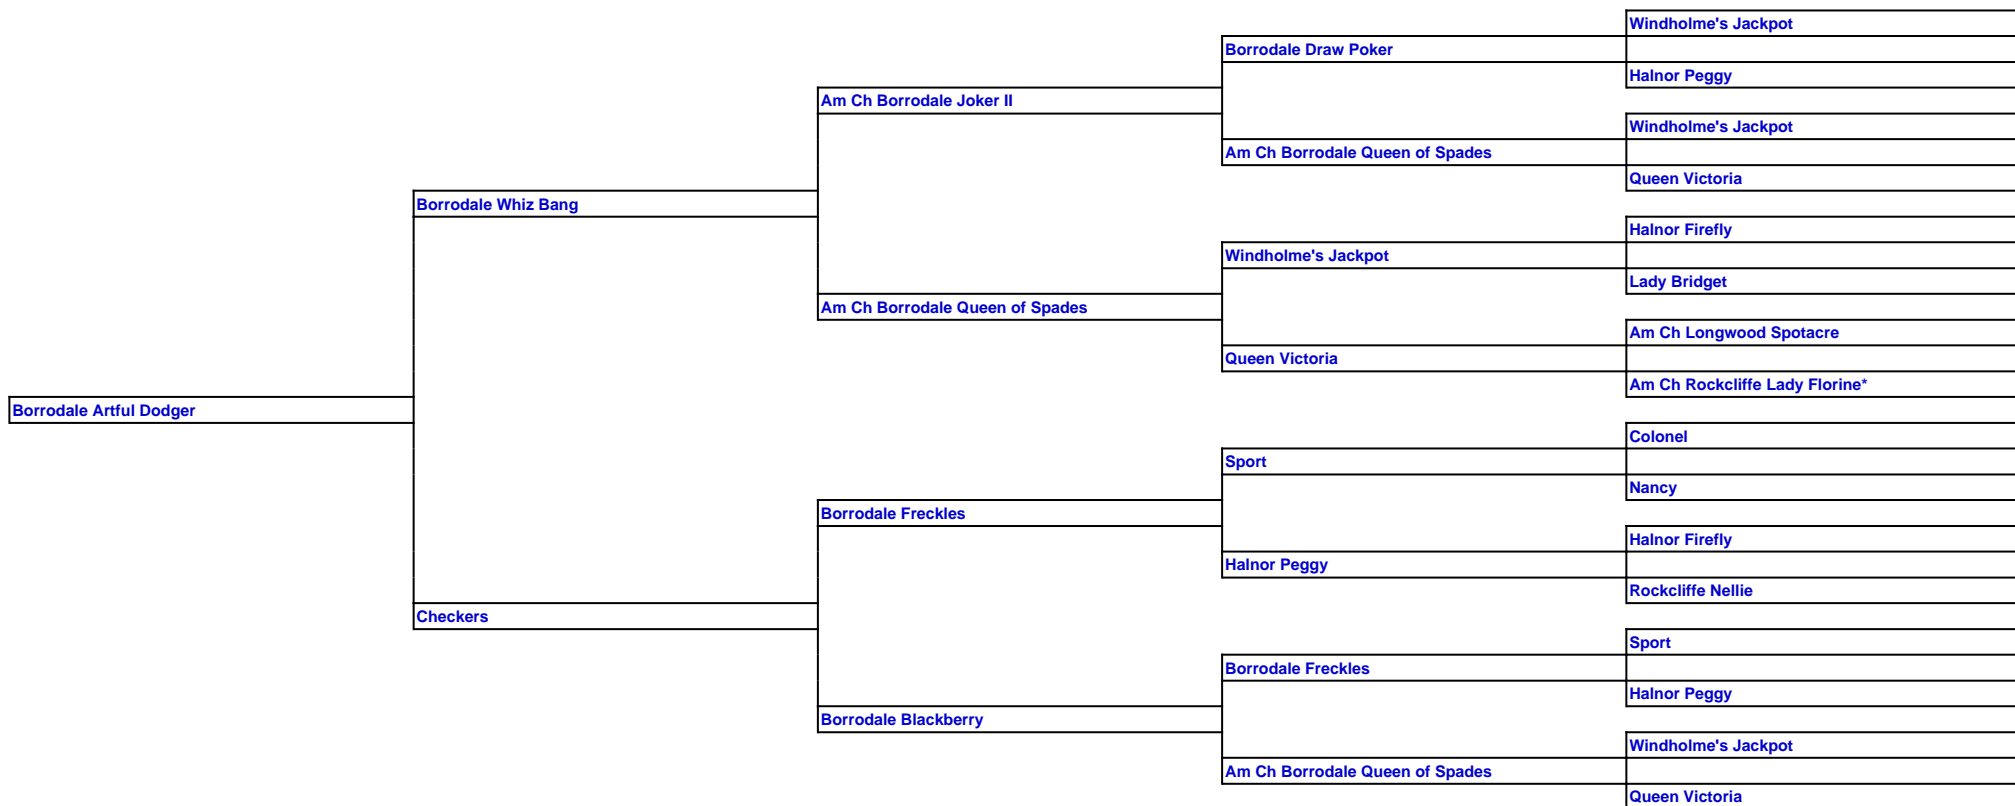 Windholme's Jackpot
Borrodale Draw Poker
Halnor Peggy
Am Ch Borrodale Joker II
Windholme's Jackpot
Am Ch Borrodale Queen of Spades
Queen Victoria
Borrodale Whiz Bang
Halnor Firefly
Windholme's Jackpot
Lady Bridget
Am Ch Borrodale Queen of Spades
Am Ch Longwood Spotacre
Queen Victoria
Am Ch Rockcliffe Lady Florine*
Borrodale Artful Dodger
Colonel
Sport
Nancy
Borrodale Freckles
Halnor Firefly
Halnor Peggy
Rockcliffe Nellie
Checkers
Sport
Borrodale Freckles
Halnor Peggy
Borrodale Blackberry
Windholme's Jackpot
Am Ch Borrodale Queen of Spades
Queen Victoria